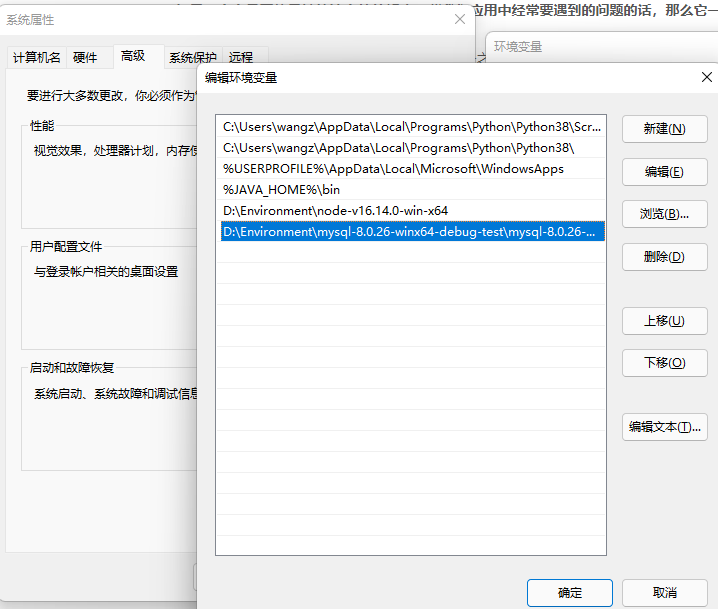 系统属性
应用中经常要遇到的问题的话，那么它一
环境变量
计算机名
硬件
高级
系统保护
远程
编辑环境变量
要进行大多数更改，你必须作为
性能
视觉效果，处理器计划，内存使
用户配置文件
与登录帐户相关的桌面设置
启动和故障恢复
系统启动、系统故障和调试信息
C:\Users\wangz\AppData\Local\Programs\Python\Python38\Scr...
C:\Users\wangz\AppData\Local\Programs\Python\Python38\
%USERPROFILE%\AppData\Local\Microsoft\WindowsApps
%JAVA_HOME%\bin
D:\Environment\node-v16.14.0-win-x64
D:\Environment\mysql-8.0.26-winx64-debug-test\mysql-8.0.26-...
新建(N)
编辑(E)
浏览(B)...
删除(D)
上移(U)
下移(O)
编辑文本(T)...
确定
取消